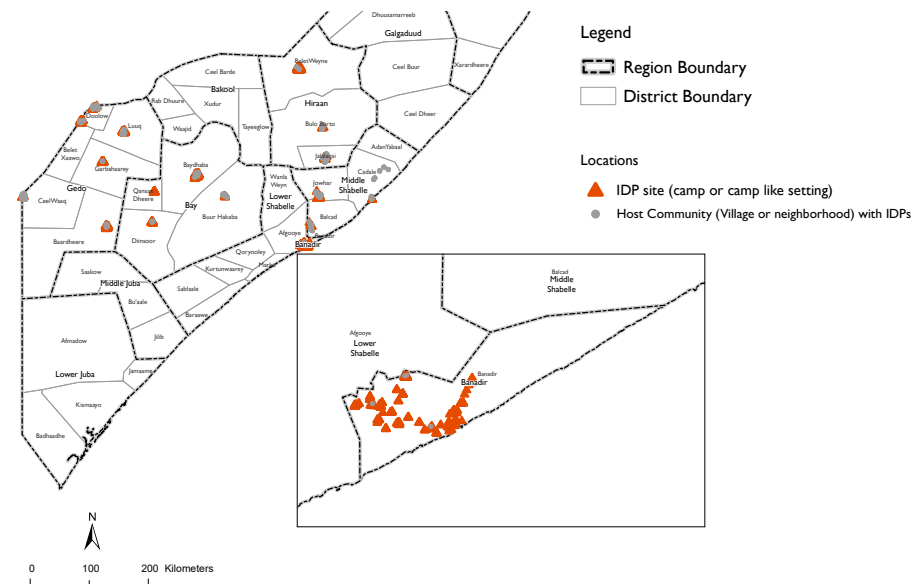 Dhuusamarreeb
Galgaduud
Legend
Region Boundary
District Boundary
Locations
IDP site (camp or camp like setting)
Host Community (Village or neighborhood) with IDPs
BeletWeyne
Ceel Buur
Xarardheere
Ceel Barde
Bakool
Rab Dhuure
Xudur
Hiraan
Ceel Dheer
Doolow
Luuq
Waajid
Tayeeglow
Bulo Burto
AdanYabaal
Belet
Xaawo
Garbahaarey
Baydhaba
Jalalaqsi
Cadale
Gedo
CeelWasq
Qansax
Dheere
Bay
Buur Hakaba
Wanla
Weyn
Lower
Shabelle
Jowhar
Middle
Shabelle
Balcad
Baardheere
Diinsoor
Afgooye
Banadir
Qoryooley
Kurtunwaarey
Saakow
Middle Juba
Sablaale
Bu'aale
Baraawe
Afmadow
Jilib
Lower Juba
Jamaame
Kismaayo
Badhaadhe
Balcad
Middle
Shabelle
Afgooye
Lower
Shabelle
Banadir
Banadir
N
0 100 200 Kilometers